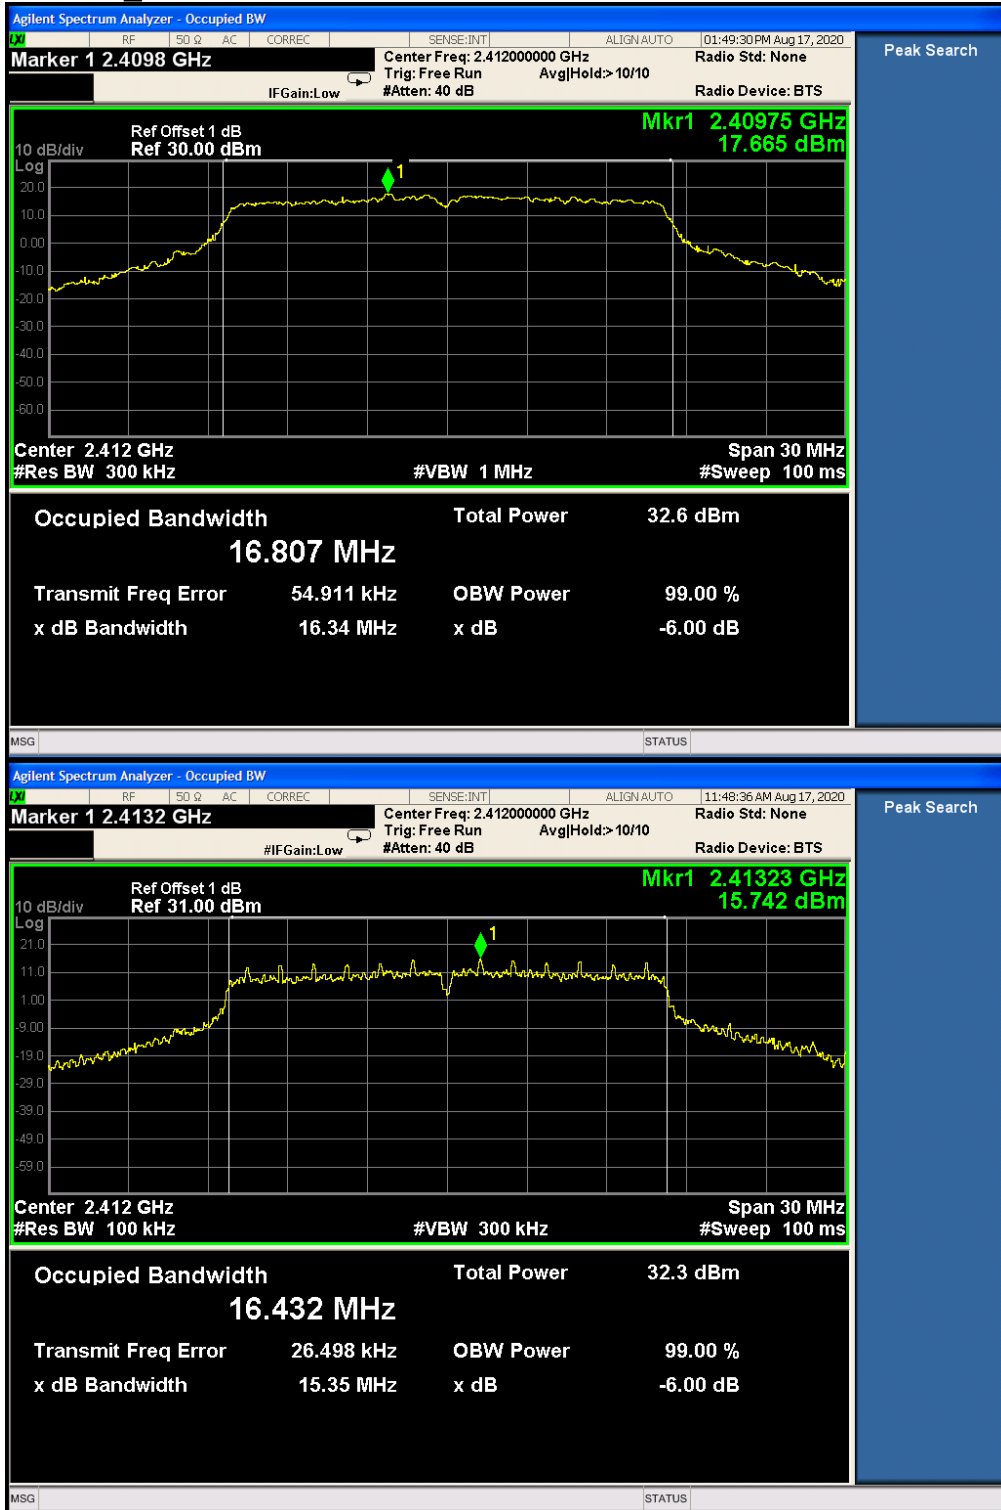 Agilent Spectrum Analyzer - Occupied BW
LXI RF 50 Ω AC CORREC SENSE:INT ALIGN AUTO 01:49:30 PM Aug 17, 2020
Marker 1 2.4098 GHz
Center Freq: 2.412000000 GHz
Radio Std: None
Peak Search
Trig: Free Run Avg|Hold:> 10/10
IFGain:Low #Atten: 40 dB Radio Device: BTS
Mkr1 2.40975 GHz
17.665 dBm
Ref Offset 1 dB
10 dB/div Ref 30.00 dBm
Log
1
20.0
10.0
0.00
-10.0
-20.0
-30.0
-40.0
-50.0
-60.0
Center 2.412 GHz Span 30 MHz
#Res BW 300 kHz #VBW 1 MHz #Sweep 100 ms
Occupied Bandwidth Total Power 32.6 dBm
16.807 MHz
Transmit Freq Error 54.911 kHz OBW Power 99.00 %
x dB Bandwidth 16.34 MHz x dB -6.00 dB
MSG STATUS
Agilent Spectrum Analyzer - Occupied BW
LXI RF 50 Ω AC CORREC SENSE:INT ALIGN AUTO 11:48:36 AM Aug 17, 2020
Marker 1 2.4132 GHz
Center Freq: 2.412000000 GHz
Radio Std: None
Peak Search
Trig: Free Run Avg|Hold:> 10/10
#IFGain:Low #Atten: 40 dB Radio Device: BTS
Mkr1 2.41323 GHz
15.742 dBm
Ref Offset 1 dB
10 dB/div Ref 31.00 dBm
Log
1
21.0
11.0
1.00
-9.00
-19.0
-29.0
-39.0
-49.0
-59.0
Center 2.412 GHz Span 30 MHz
#Res BW 100 kHz #VBW 300 kHz #Sweep 100 ms
Occupied Bandwidth Total Power 32.3 dBm
16.432 MHz
Transmit Freq Error 26.498 kHz OBW Power 99.00 %
x dB Bandwidth 15.35 MHz x dB -6.00 dB
MSG STATUS